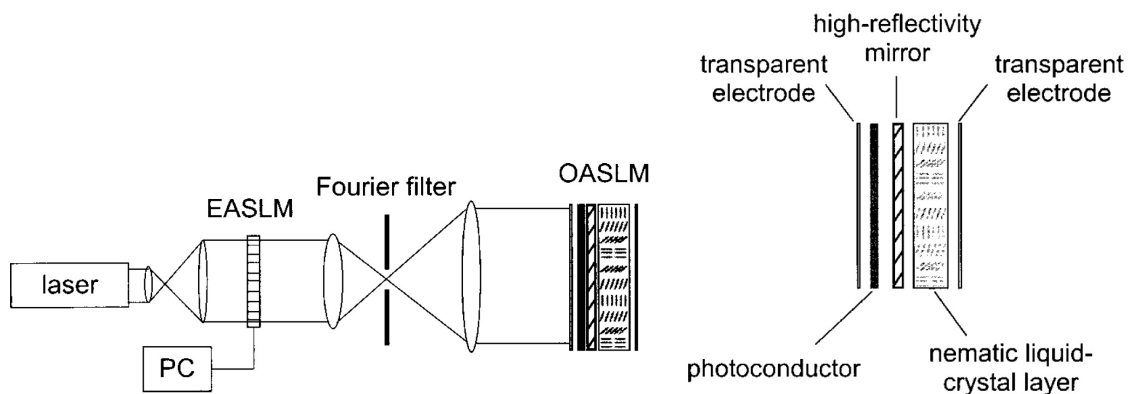 high-reflectivity
mirror
transparent
electrode
transparent
electrode
OASLM
Fourier filter
EASLM
laser
PC
photoconductor
nematic liquid-
crystal layer